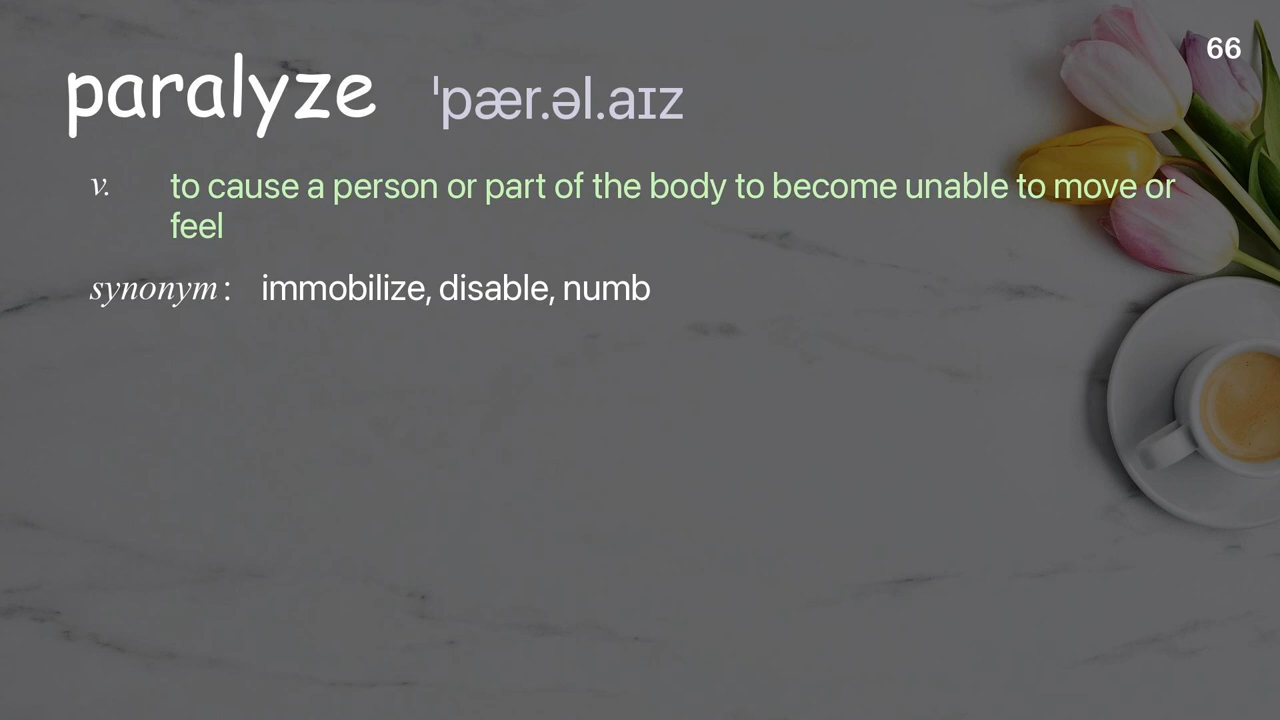 66
paralyze ˈpær.əl.aɪz
v. to cause a person or part of the body to become unable to move or
feel
synonym: immobilize, disable, numb